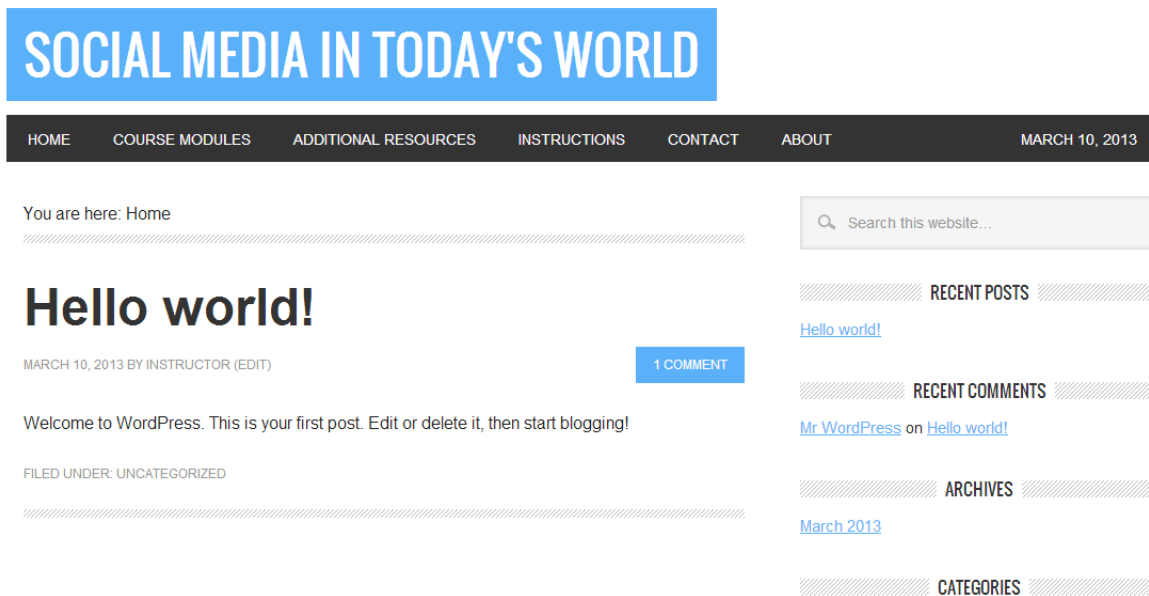 SOCIAL MEDIA IN TODAY'S WORLD
HOME COURSE MODULES ADDITIONAL RESOURCES INSTRUCTIONS CONTACT ABOUT MARCH 10, 2013
You are here: Home
Hello world!
MARCH 10, 2013 BY INSTRUCTOR (EDIT)
1 COMMENT
Welcome to WordPress. This is your first post. Edit or delete it, then start blogging!
FILED UNDER: UNCATEGORIZED
Search this website...
RECENT POSTS
Hello world!
RECENT COMMENTS
Mr WordPress on Hello world!
ARCHIVES
March 2013
CATEGORIES